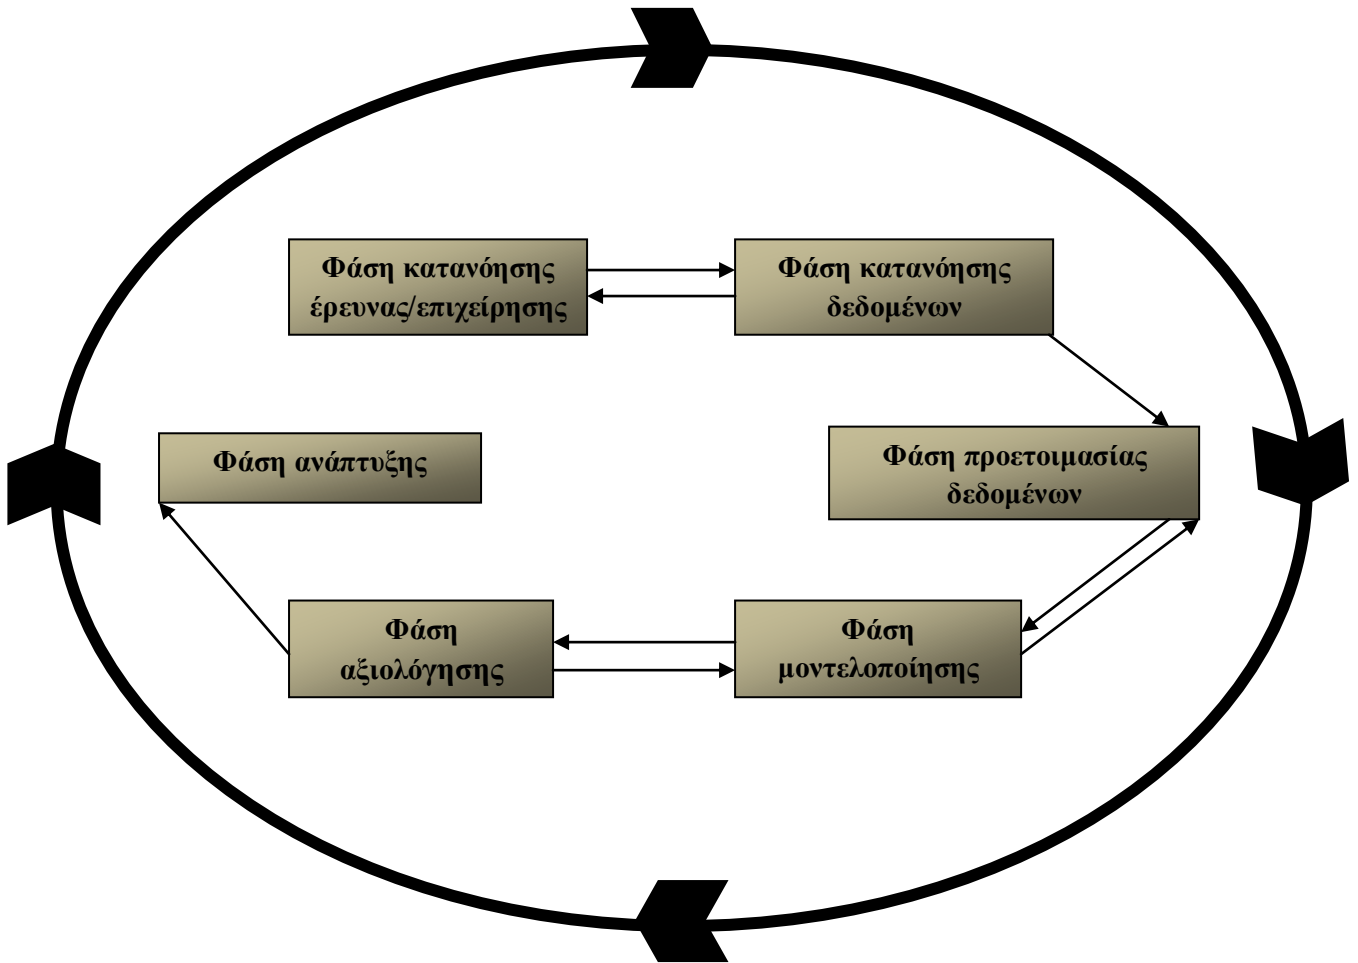 Φάση κατανόησης
έρευνας/επιχείρησης
Φάση κατανόησης
δεδομένων
Φάση ανάπτυξης
Φάση προετοιμασίας
δεδομένων
Φάση
αξιολόγησης
Φάση
μοντελοποίησης